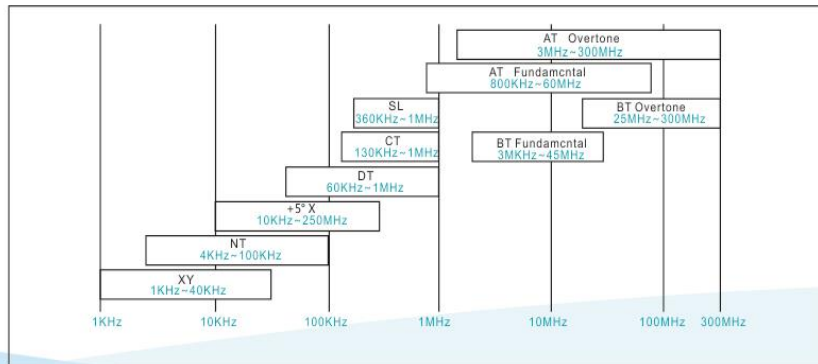 AT Overtone
3MHz~300MHz
AT Fundamcntal
800KHz~60MHz
SL
360KHz~1MHz
BT Overtone
25MHz~300MHz
CT
130KHz~1MHz
BT Fundamcntal
3MKHz~45MHz
DT
60KHz~1MHz
+5° X
10KHz~250MHz
NT
4KHz~100KHz
XY
1KHz~40KHz
1KHz 10KHz 100KHz 1MHz 10MHz 100MHz 300MHz